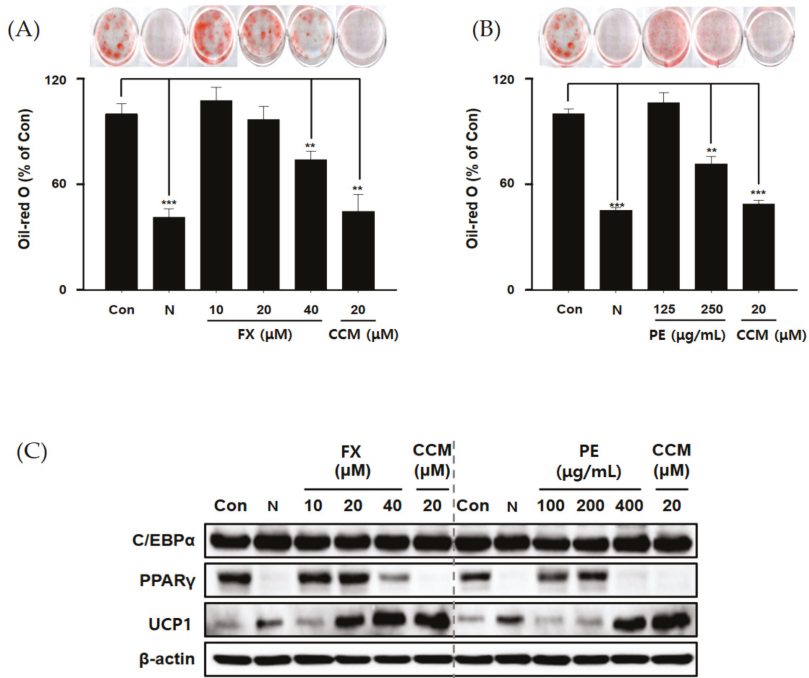 (A)
Oil-red O (% of Con)
120
60
0
***
**
**
Con N 10 20 40 20
FX (μM) CCM (μM)
(B)
Oil-red O (% of Con)
120
60
0
***
**
***
Con N 125 250 20
PE (μg/mL) CCM (μM)
(C)
FX CCM PE CCM
(μM) (μM) (μg/mL) (μM)
Con N 10 20 40 20 Con N 100 200 400 20
C/EBPα
PPARγ
UCP1
β-actin